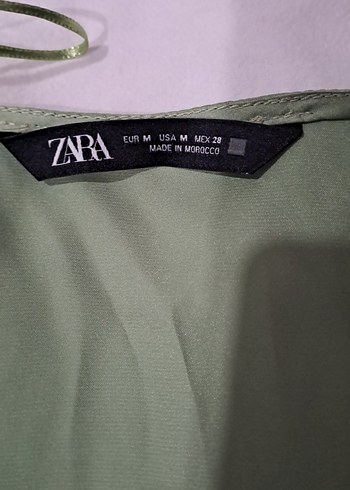 ZARA
EUR M USA M MEX 28
MADE IN MOROCCO